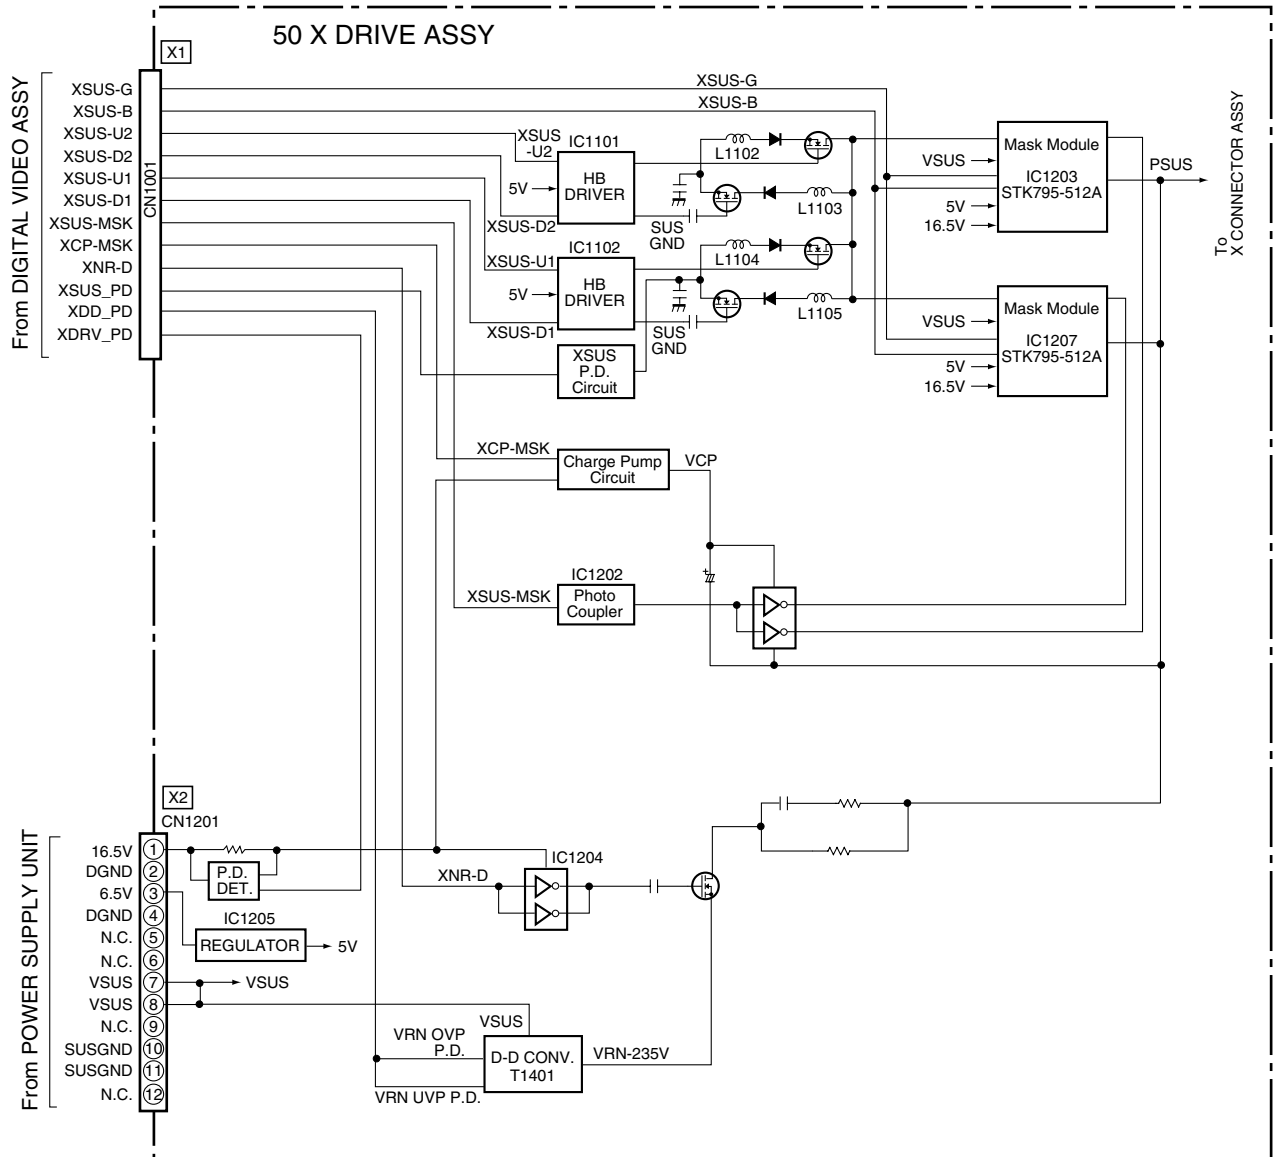 50 X DRIVE ASSY
X1
From DIGITAL VIDEO ASSY
CN1001
XSUS-G
XSUS-B
XSUS-U2
XSUS-D2
XSUS-U1
XSUS-D1
XSUS-MSK
XCP-MSK
XNR-D
XSUS_PD
XDD_PD
XDRV_PD
XSUS-G
XSUS-B
XSUS
-U2
IC1101
HB
DRIVER
5V
XSUS-D2
L1102
L1103
SUS
GND
XSUS-U1
IC1102
HB
DRIVER
5V
XSUS-D1
L1104
L1105
SUS
GND
XSUS
P.D.
Circuit
Mask Module
IC1203
STK795-512A
VSUS
5V
16.5V
PSUS
To
X CONNECTOR ASSY
Mask Module
IC1207
STK795-512A
VSUS
5V
16.5V
XCP-MSK
Charge Pump
Circuit
VCP
+
IC1202
XSUS-MSK
Photo
Coupler
X2
CN1201
From POWER SUPPLY UNIT
16.5V 1
DGND 2
6.5V 3
DGND 4
N.C. 5
N.C. 6
VSUS 7
VSUS 8
N.C. 9
SUSGND 10
SUSGND 11
N.C. 12
P.D.
DET.
IC1205
REGULATOR
5V
VSUS
XNR-D
IC1204
VSUS
VRN OVP
P.D.
VRN UVP P.D.
D-D CONV.
T1401
VRN-235V